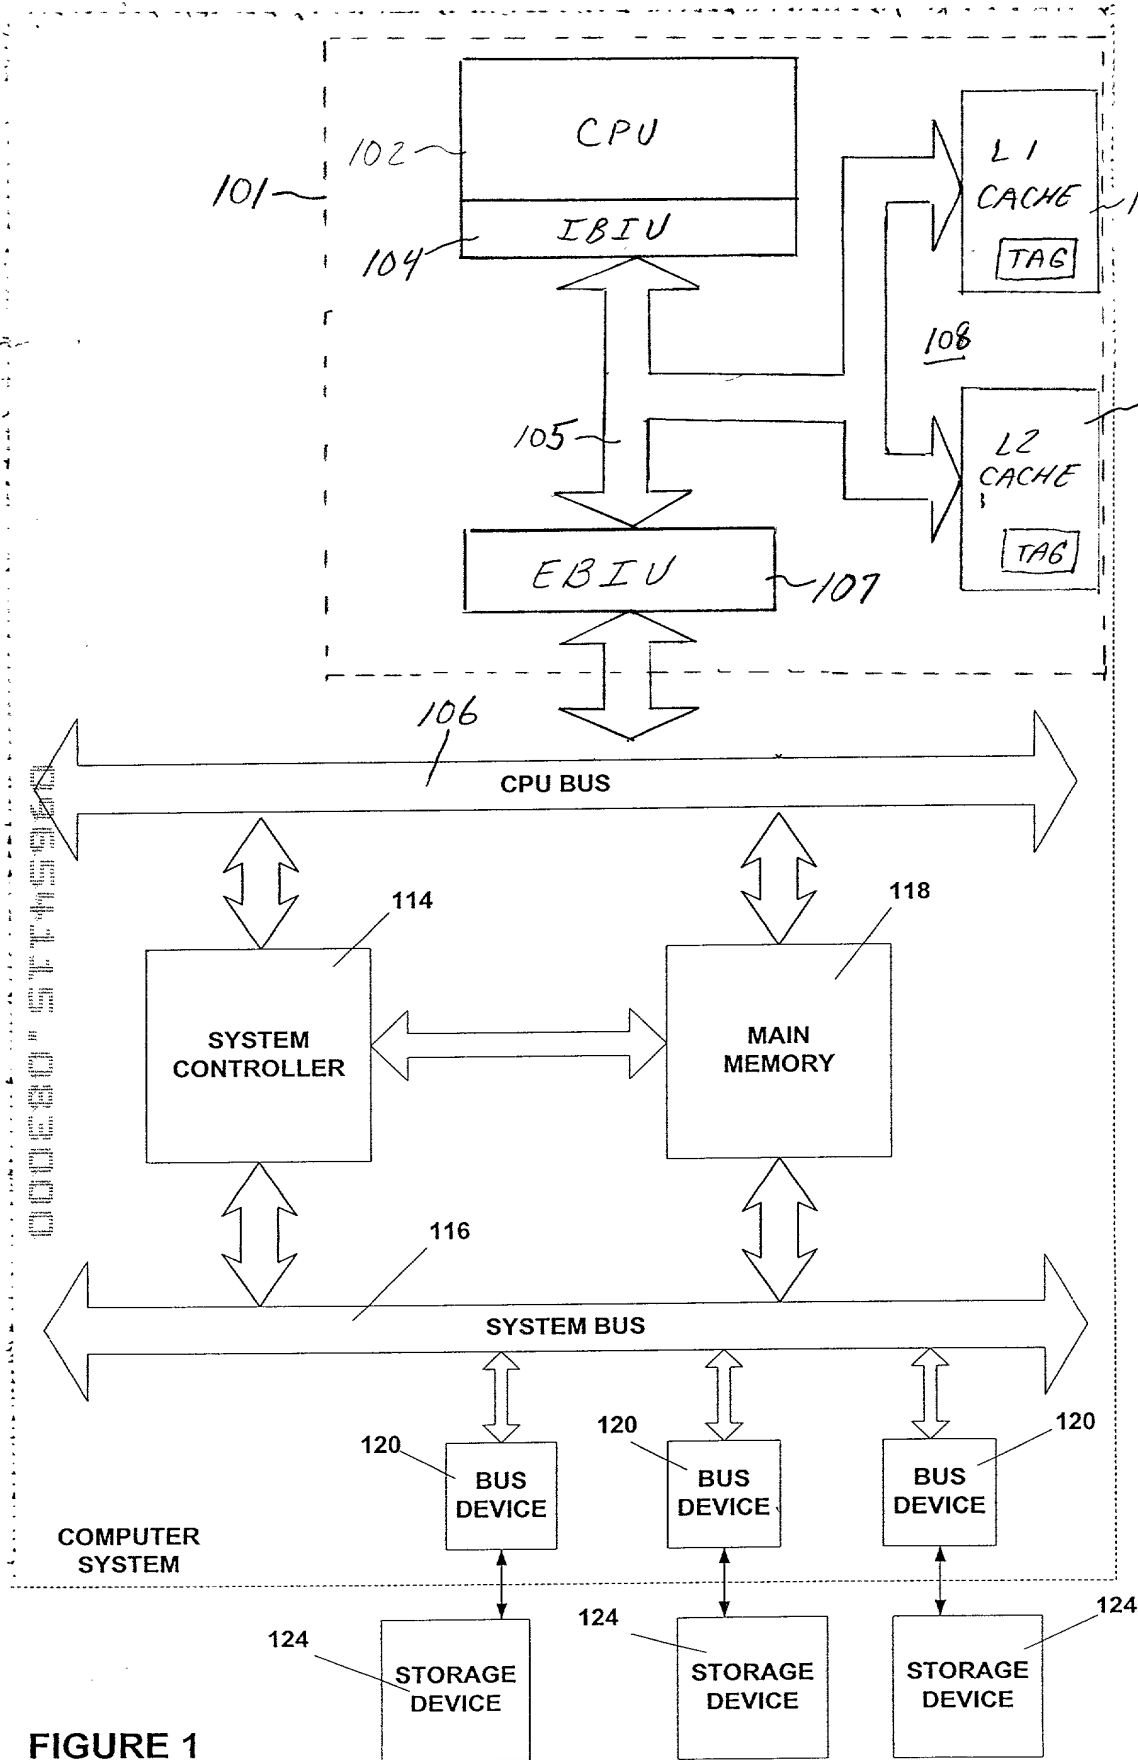 CPU
102
101
IBIU
104
L1
CACHE
TAG
108
105
L2
CACHE
TAG
EBIU
107
106
CPU BUS
114
118
SYSTEM
CONTROLLER
MAIN
MEMORY
116
SYSTEM BUS
120
BUS
DEVICE
120
BUS
DEVICE
120
BUS
DEVICE
COMPUTER
SYSTEM
124
STORAGE
DEVICE
124
STORAGE
DEVICE
124
STORAGE
DEVICE
FIGURE 1